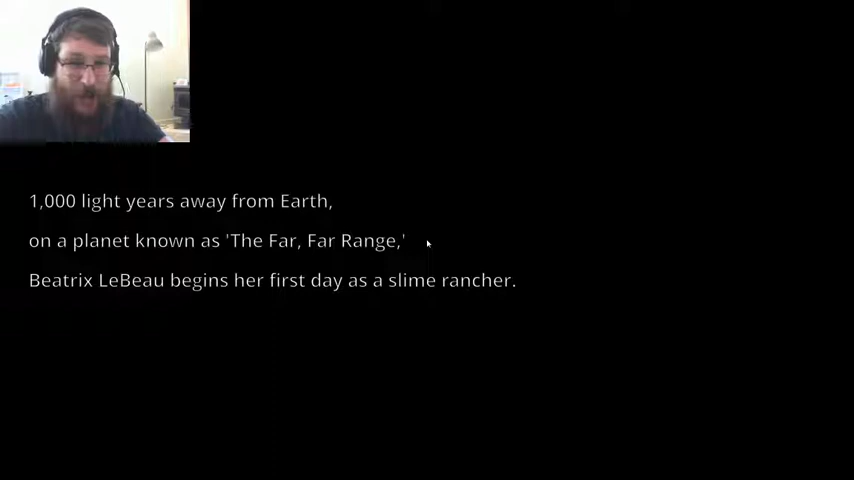 1,000 light years away from Earth,
on a planet known as 'The Far, Far Range,'
Beatrix LeBeau begins her first day as a slime rancher.